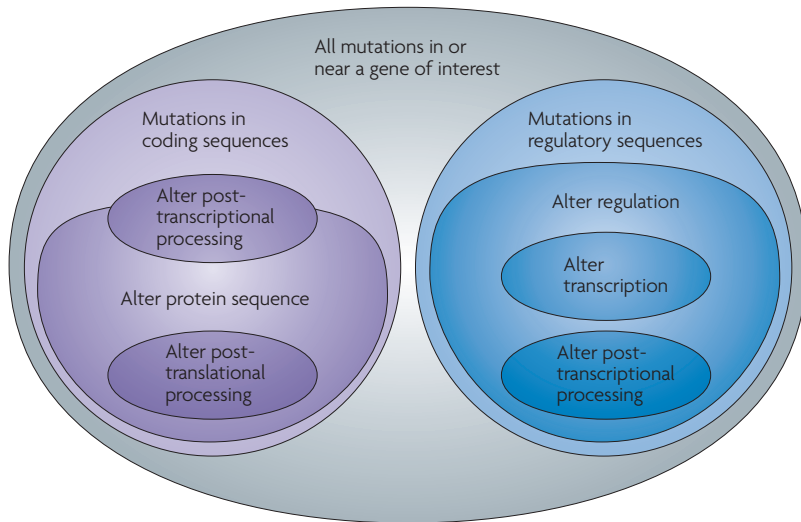 All mutations in or
near a gene of interest
Mutations in
coding sequences
Alter post-
transcriptional
processing
Alter protein sequence
Alter post-
translational
processing
Mutations in
regulatory sequences
Alter regulation
Alter
transcription
Alter post-
transcriptional
processing